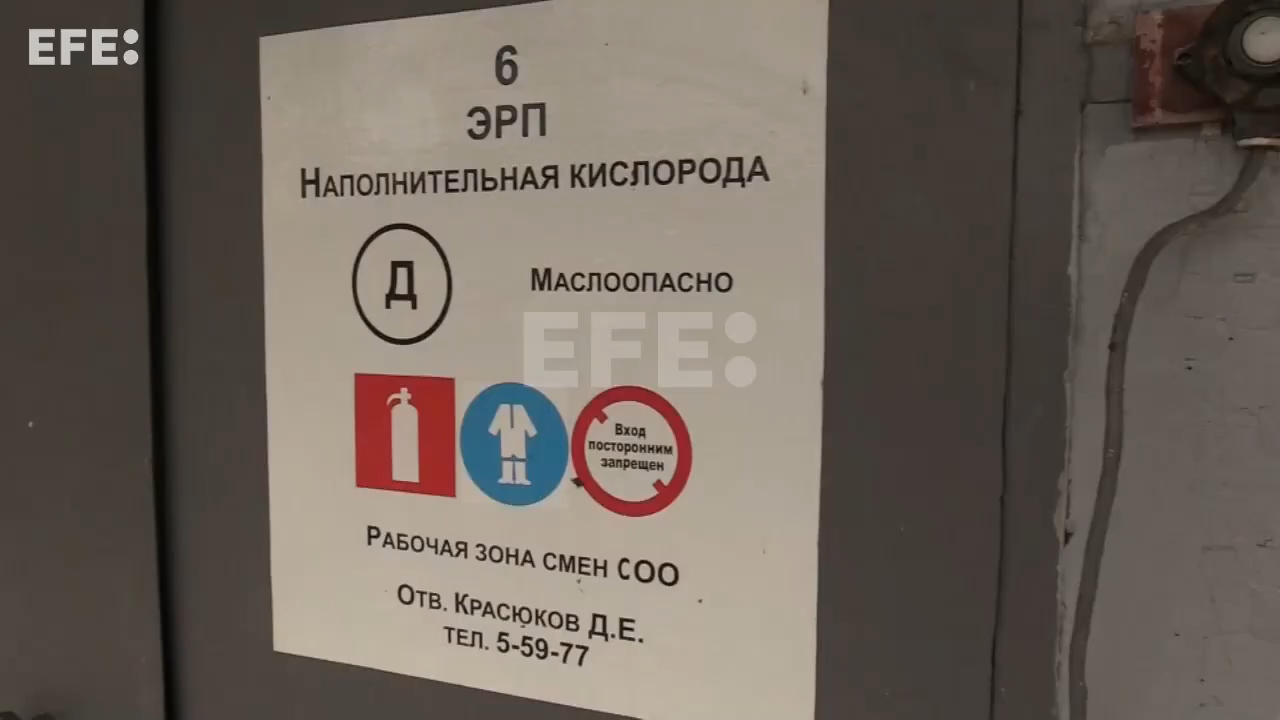 EFE:
6
ЭРП
НАПОЛНИТЕЛЬНАЯ КИСЛОРОДА
Д
МАСЛООПАСНО
EFE:
Вход
посторонним
запрещен
РАБОЧАЯ ЗОНА СМЕН СОО
ОТВ. КРАСЮКОВ Д.Е.
ТЕЛ. 5-59-77